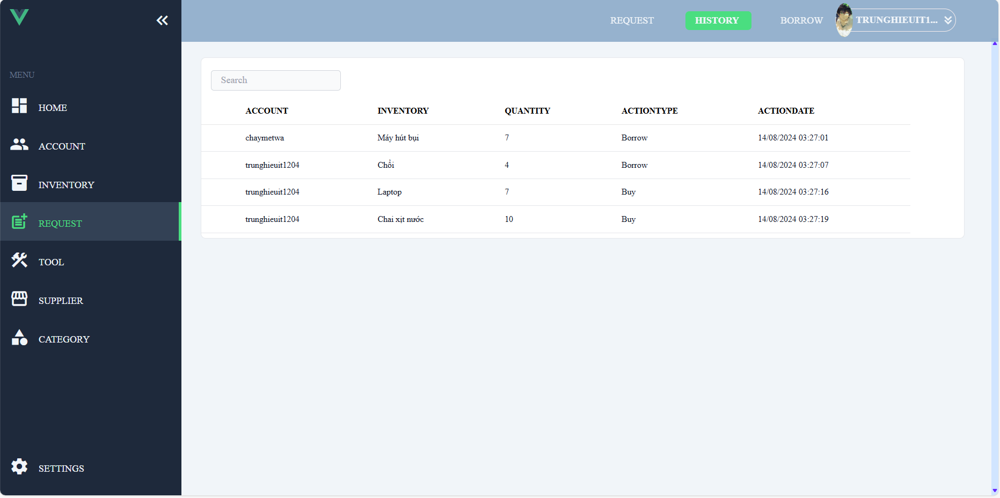 REQUEST HISTORY BORROW TRUNGHIEUIT1...
MENU
HOME
ACCOUNT
INVENTORY
REQUEST
TOOL
SUPPLIER
CATEGORY
SETTINGS
Search
ACCOUNT INVENTORY QUANTITY ACTIONTYPE ACTIONDATE
chaymetwa Máy hút bụi 7 Borrow 14/08/2024 03:27:01
trunghieuit1204 Chổi 4 Borrow 14/08/2024 03:27:07
trunghieuit1204 Laptop 7 Buy 14/08/2024 03:27:16
trunghieuit1204 Chai xịt nước 10 Buy 14/08/2024 03:27:19